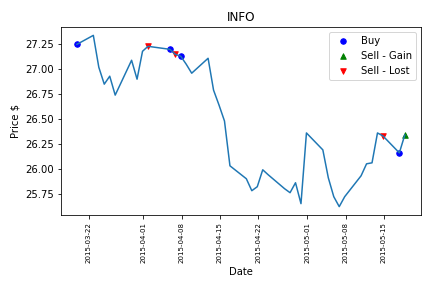 INFO
Buy
Sell - Gain
Sell - Lost
Price $
27.25
27.00
26.75
26.50
26.25
26.00
25.75
2015-03-22
2015-04-01
2015-04-08
2015-04-15
2015-04-22
2015-05-01
2015-05-08
2015-05-15
Date